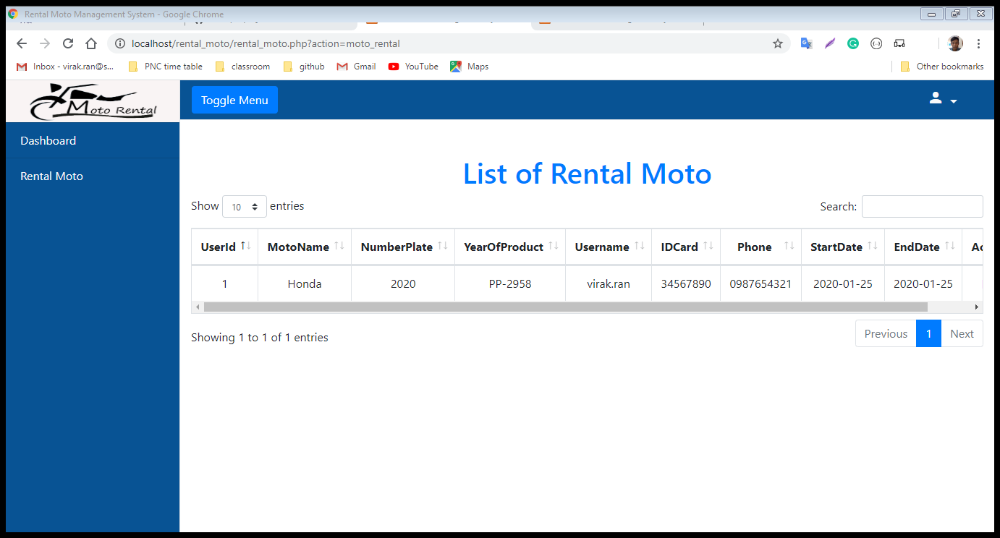 Rental Moto Management System - Google Chrome
localhost/rental_moto/rental_moto.php?action=moto_rental
Inbox - virak.ran@s... PNC time table classroom github Gmail YouTube Maps Other bookmarks
Moto Rental Toggle Menu
Dashboard
Rental Moto
List of Rental Moto
Show 10 entries Search:
UserId MotoName NumberPlate YearOfProduct Username IDCard Phone StartDate EndDate
1 Honda 2020 PP-2958 virak.ran 34567890 0987654321 2020-01-25 2020-01-25
Showing 1 to 1 of 1 entries Previous 1 Next